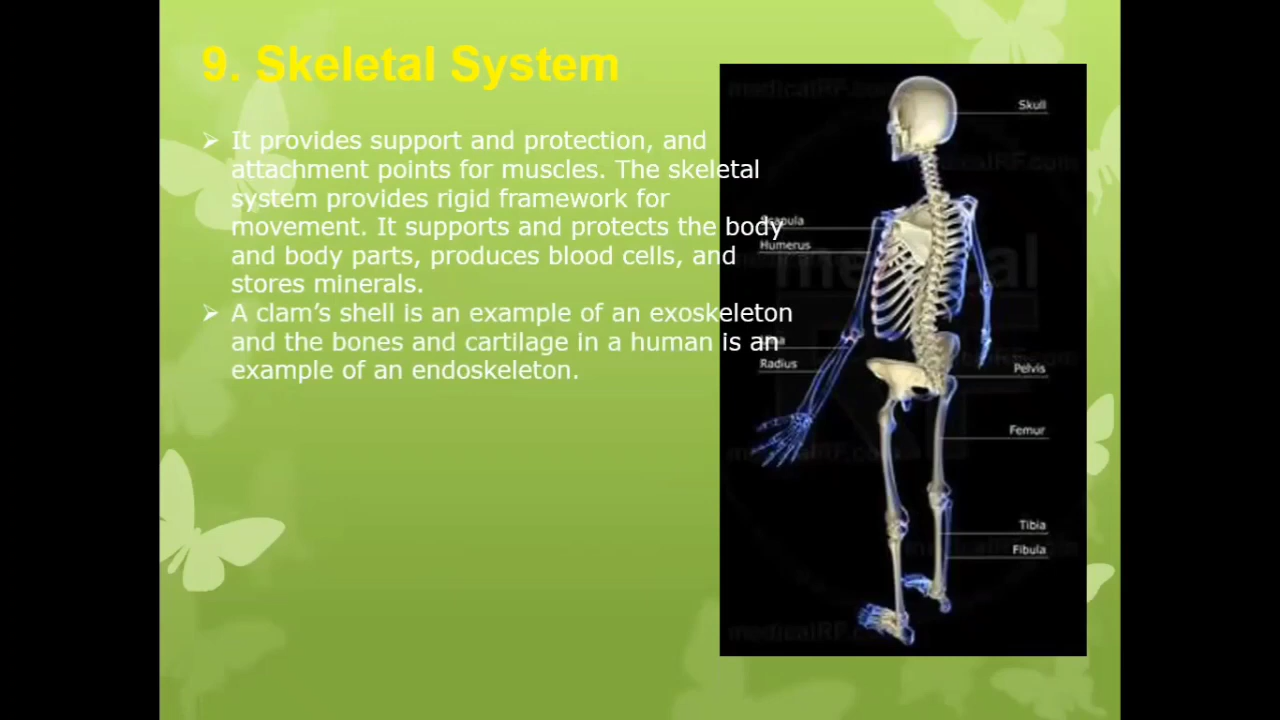 9. Skeletal System
It provides support and protection, and
attachment points for muscles. The skeletal
system provides rigid framework for
movement. It supports and protects the body
and body parts, produces blood cells, and
stores minerals.
A clam’s shell is an example of an exoskeleton
and the bones and cartilage in a human is an
example of an endoskeleton.
Skull
Scapula
Humerus
Radius
Pelvis
Femur
Tibia
Fibula